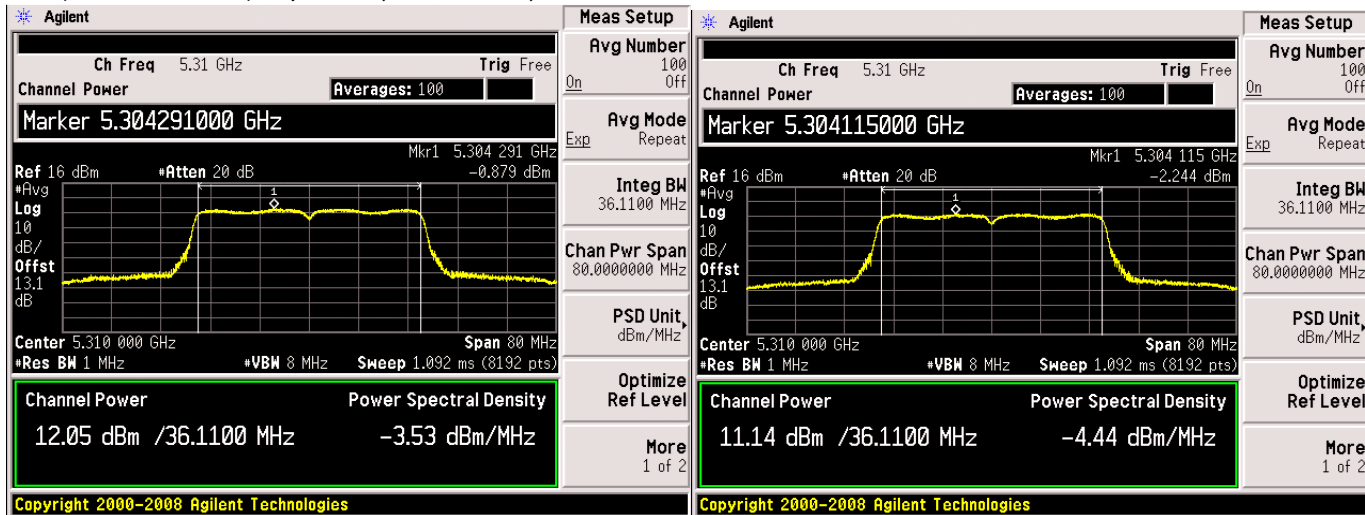 Agilent
Meas Setup
Ch Freq 5.31 GHz
Trig Free
Channel Power
Averages: 100
Marker 5.304291000 GHz
Mkr1 5.304 291 GHz
Ref 16 dBm
#Atten 20 dB
-0.879 dBm
#Avg
Log
10
dB/
Offst
13.1
dB
1
Center 5.310 000 GHz
Span 80 MHz
#Res BW 1 MHz
#VBW 8 MHz
Sweep 1.092 ms (8192 pts)
Channel Power
Power Spectral Density
12.05 dBm /36.1100 MHz
-3.53 dBm/MHz
Copyright 2000-2008 Agilent Technologies
Avg Number
100
On Off
Avg Mode
Exp Repeat
Integ BW
36.1100 MHz
Chan Pwr Span
80.0000000 MHz
PSD Unit
dBm/MHz
Optimize
Ref Level
More
1 of 2
Agilent
Meas Setup
Ch Freq 5.31 GHz
Trig Free
Channel Power
Averages: 100
Marker 5.304115000 GHz
Mkr1 5.304 115 GHz
Ref 16 dBm
#Atten 20 dB
-2.244 dBm
#Avg
Log
10
dB/
Offst
13.1
dB
1
Center 5.310 000 GHz
Span 80 MHz
#Res BW 1 MHz
#VBW 8 MHz
Sweep 1.092 ms (8192 pts)
Channel Power
Power Spectral Density
11.14 dBm /36.1100 MHz
-4.44 dBm/MHz
Copyright 2000-2008 Agilent Technologies
Avg Number
100
On Off
Avg Mode
Exp Repeat
Integ BW
36.1100 MHz
Chan Pwr Span
80.0000000 MHz
PSD Unit
dBm/MHz
Optimize
Ref Level
More
1 of 2